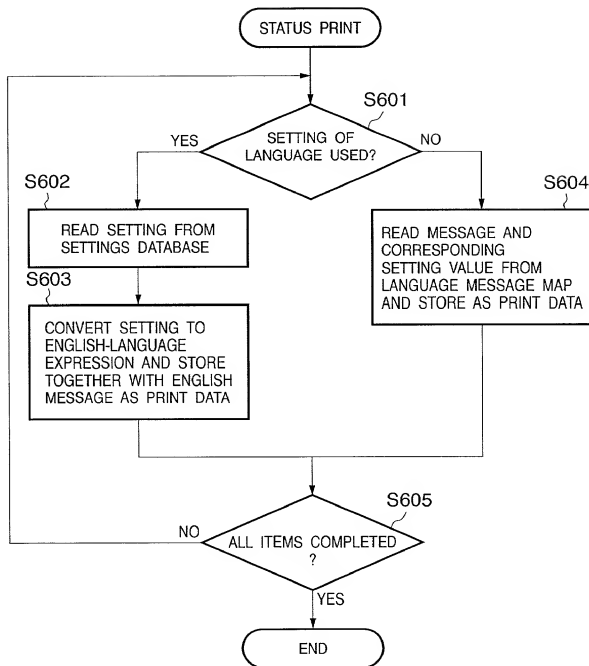 STATUS PRINT
S601
YES
SETTING OF
LANGUAGE USED?
NO
S602
READ SETTING FROM
SETTINGS DATABASE
S604
READ MESSAGE AND
CORRESPONDING
SETTING VALUE FROM
LANGUAGE MESSAGE MAP
AND STORE AS PRINT DATA
S603
CONVERT SETTING TO
ENGLISH-LANGUAGE
EXPRESSION AND STORE
TOGETHER WITH ENGLISH
MESSAGE AS PRINT DATA
S605
NO
ALL ITEMS COMPLETED
?
YES
END